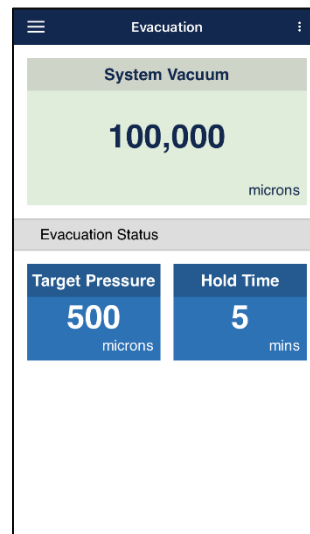 Evacuation
System Vacuum
100,000
microns
Evacuation Status
Target Pressure
500
microns
Hold Time
5
mins